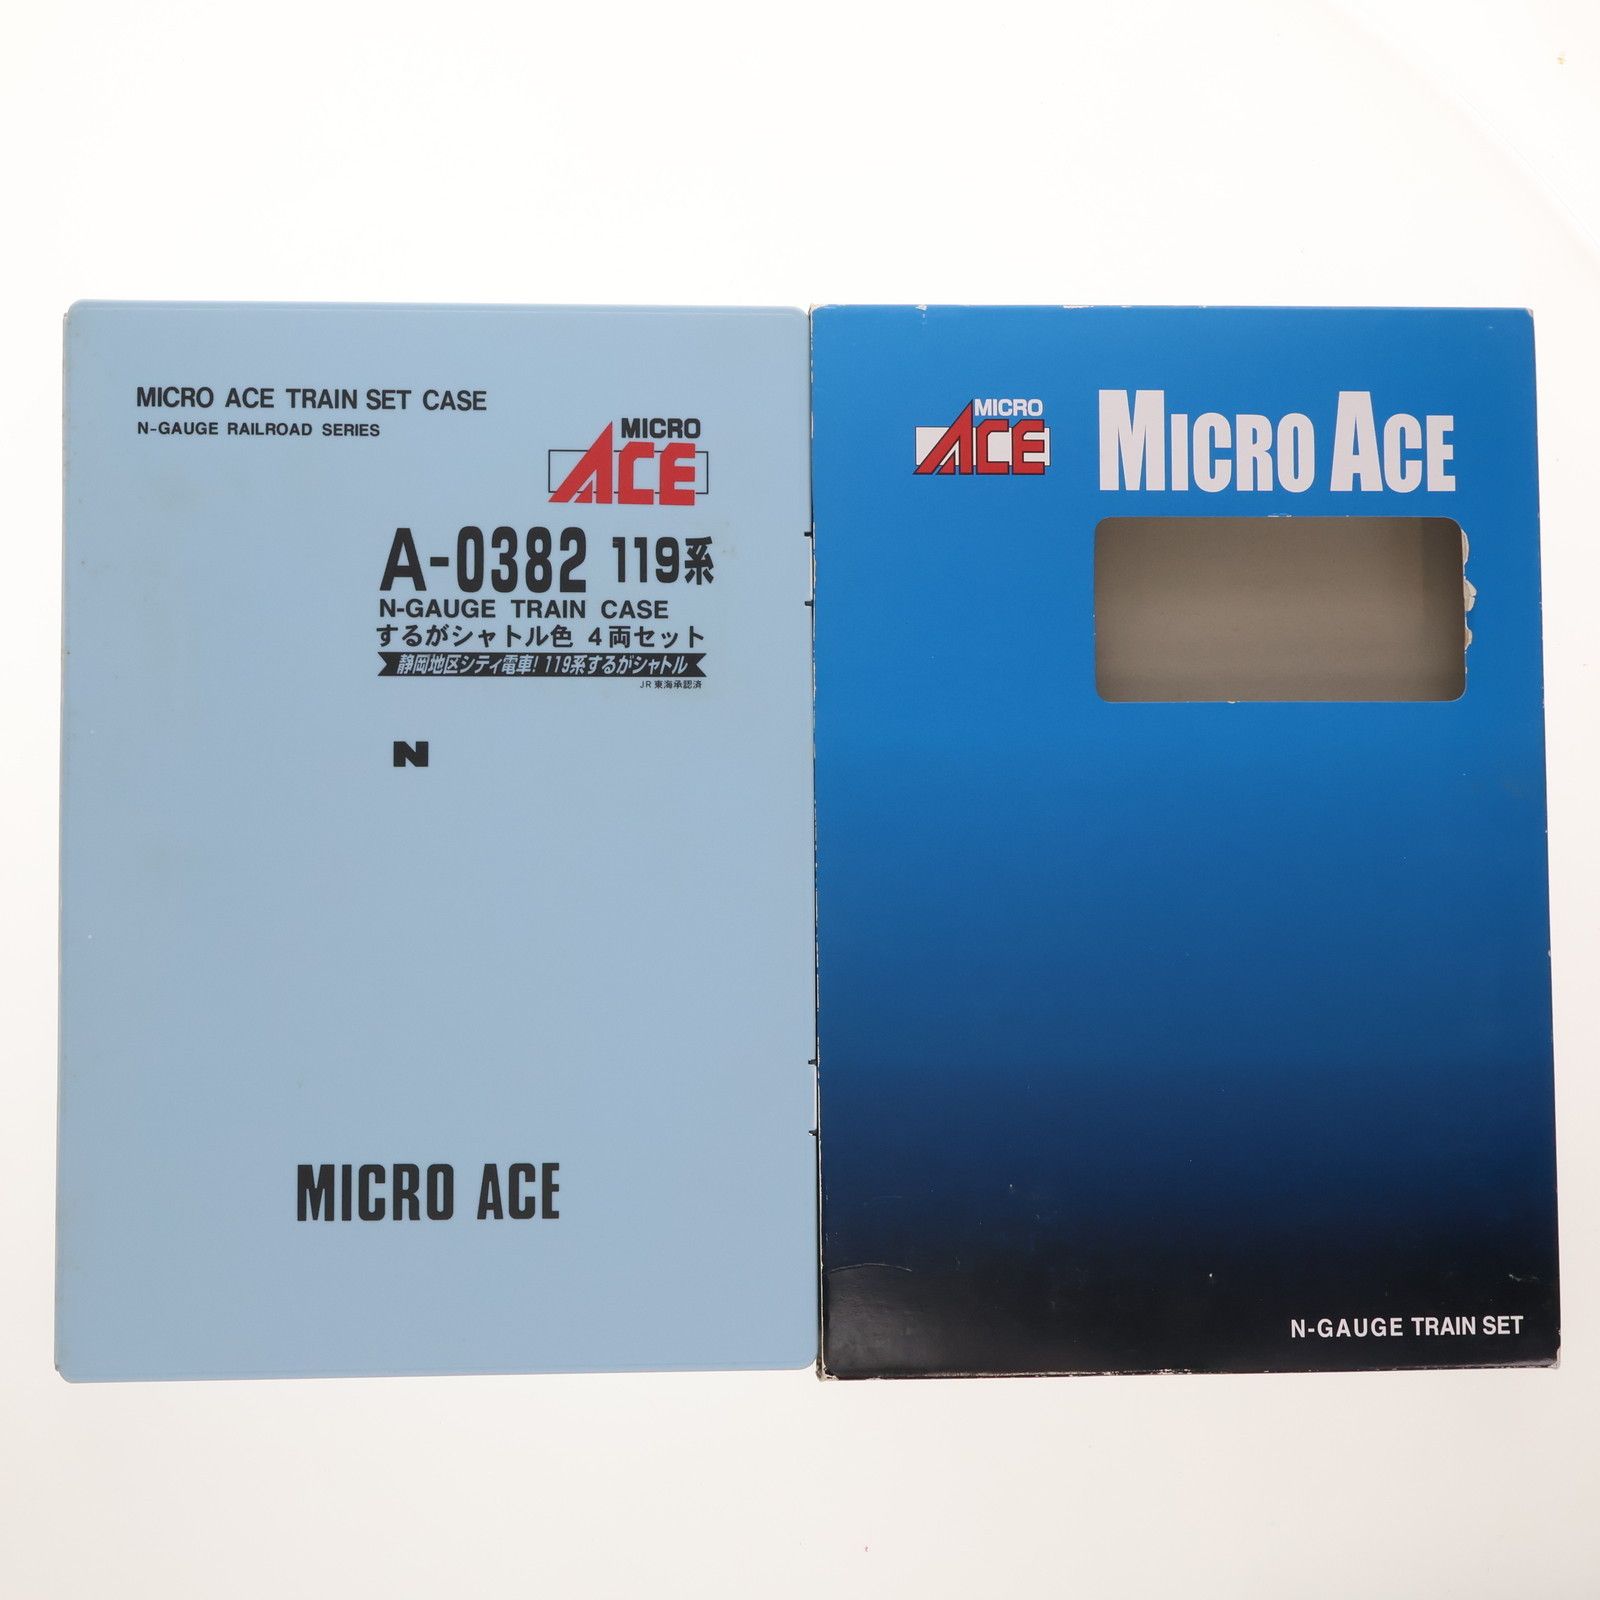 MICRO ACE TRAIN SET CASE
N-GAUGE RAILROAD SERIES
MICRO
ACE
A-0382 119系
N-GAUGE TRAIN CASE
するがシャトル色 4両セット
静岡地区シティ電車! 119系するがシャトル
JR東海承認済
N
MICRO ACE
MICRO
ACE
MICRO ACE
N-GAUGE TRAIN SET